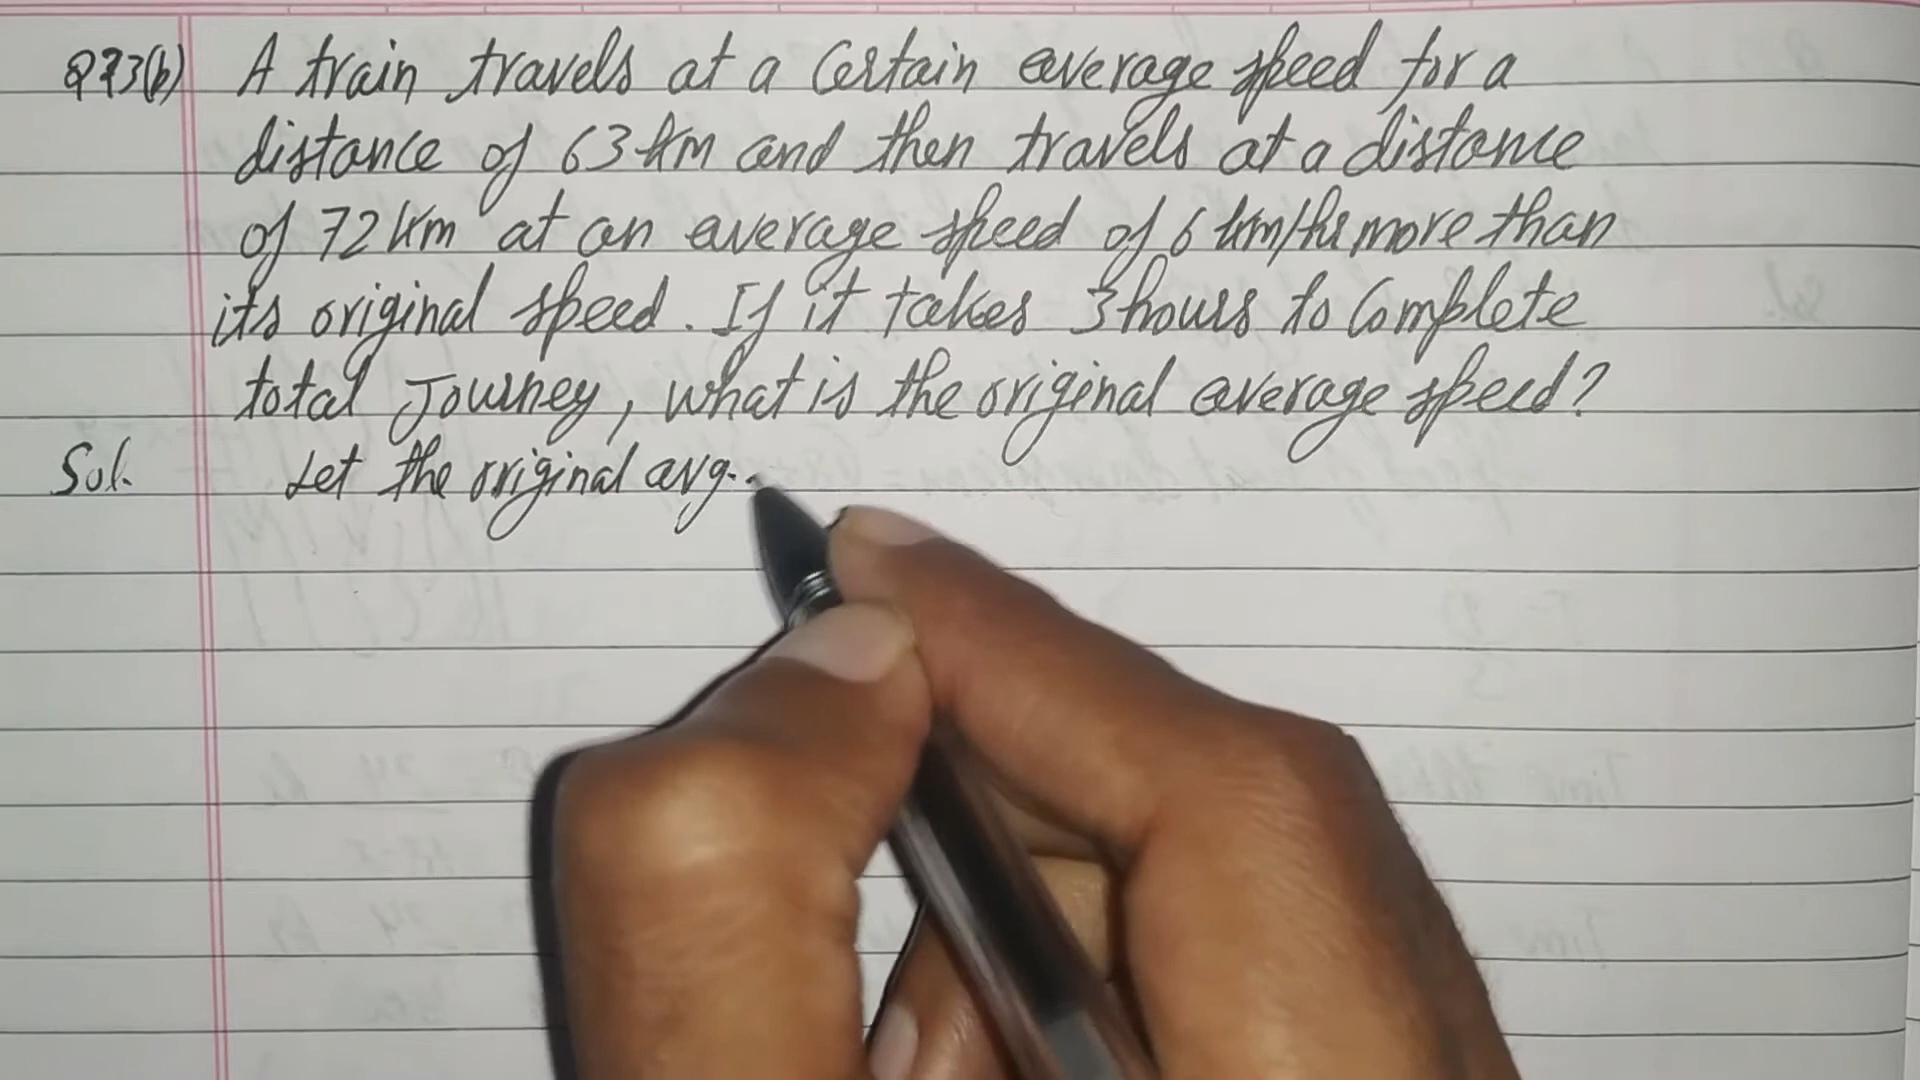 Q73(b) A train travels at a certain average speed for a
distance of 63 km and then travels at a distance
of 72 km at an average speed of 6 km/hr more than
its original speed. If it takes 3 hours to complete
total Journey, what is the original average speed?
Sol. Let the original avg.